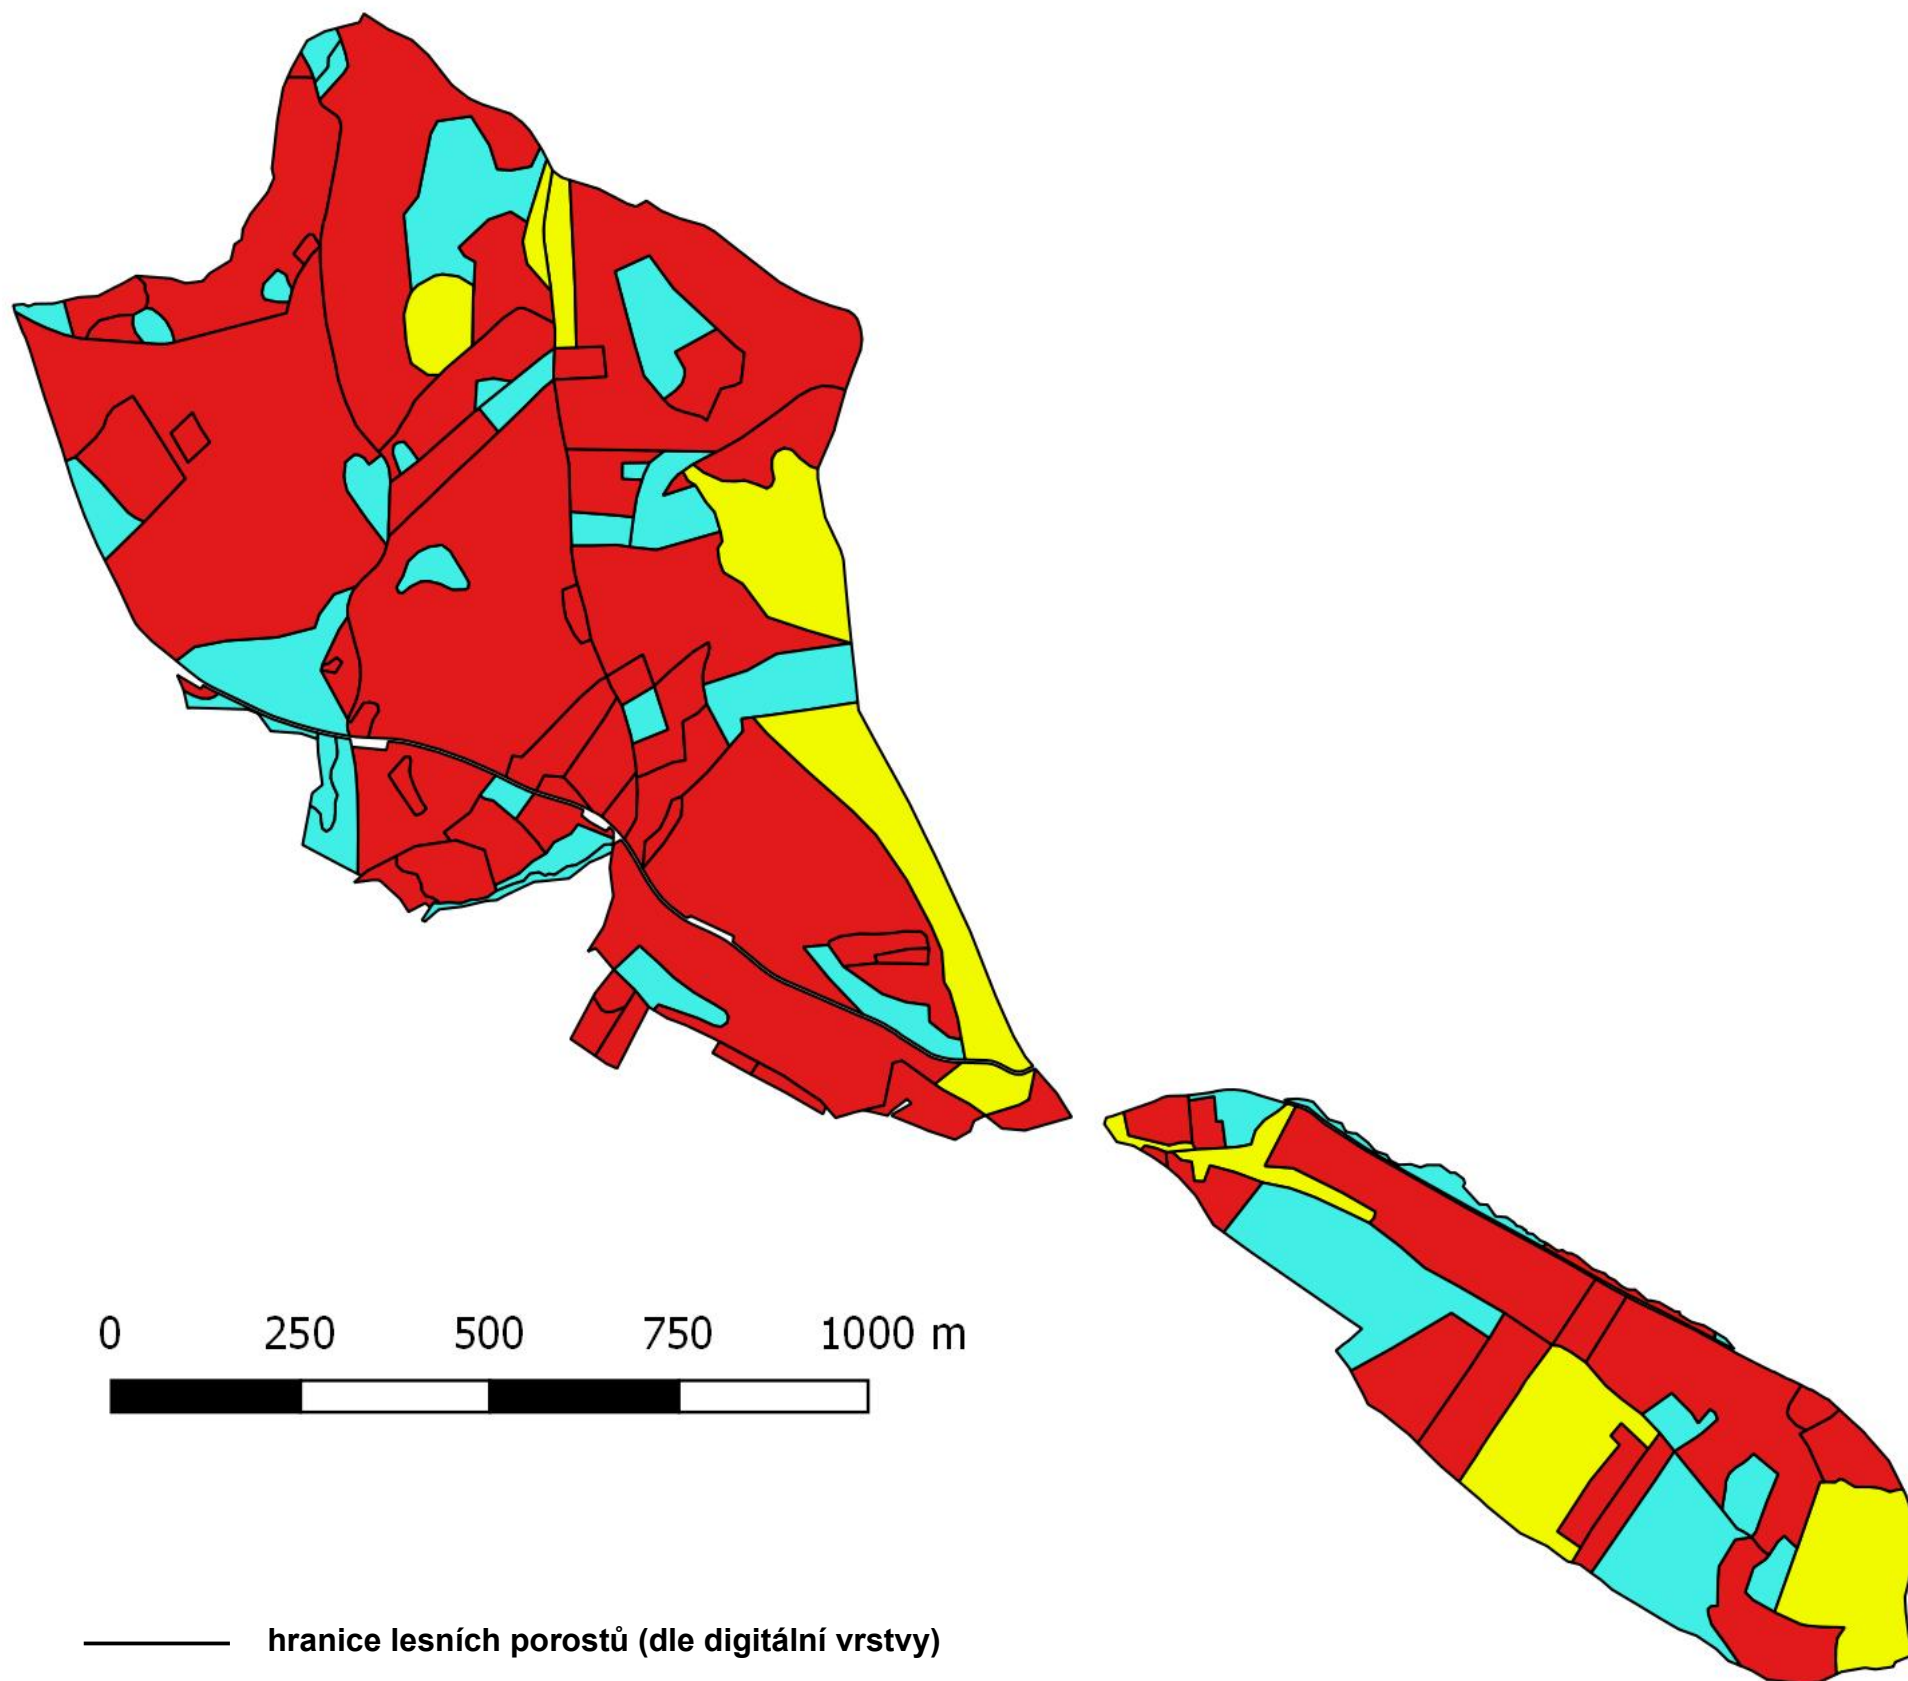 0 250 500 750 1000 m
hranice lesních porostů (dle digitální vrstvy)